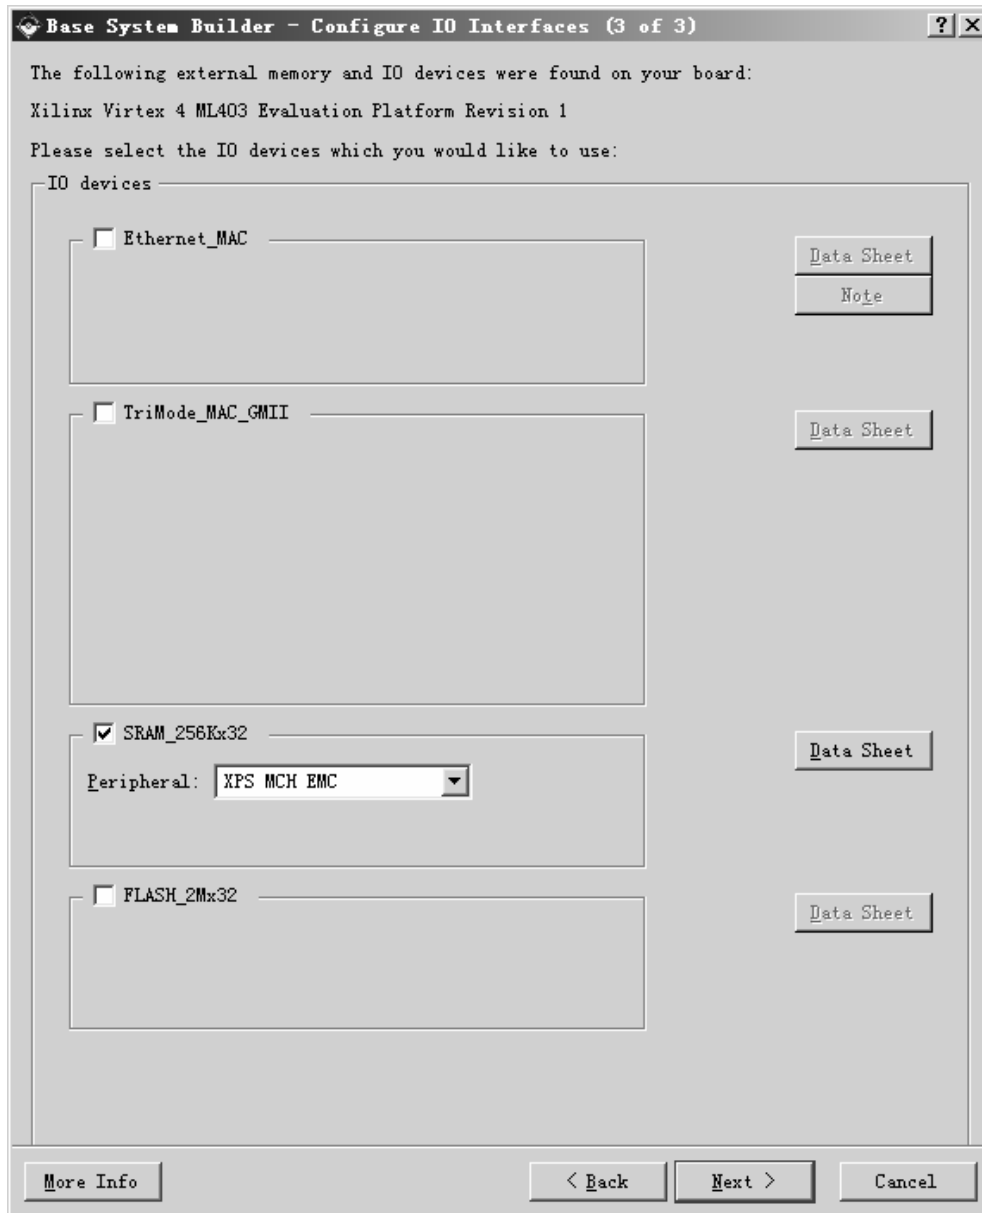 Base System Builder - Configure IO Interfaces (3 of 3)
The following external memory and IO devices were found on your board:
Xilinx Virtex 4 ML403 Evaluation Platform Revision 1
Please select the IO devices which you would like to use:
IO devices
Ethernet_MAC
Data Sheet
Note
TriMode_MAC_GMII
Data Sheet
SRAM_256Kx32
Data Sheet
Peripheral: XPS MCH EMC
FLASH_2Mx32
Data Sheet
More Info
< Back
Next >
Cancel